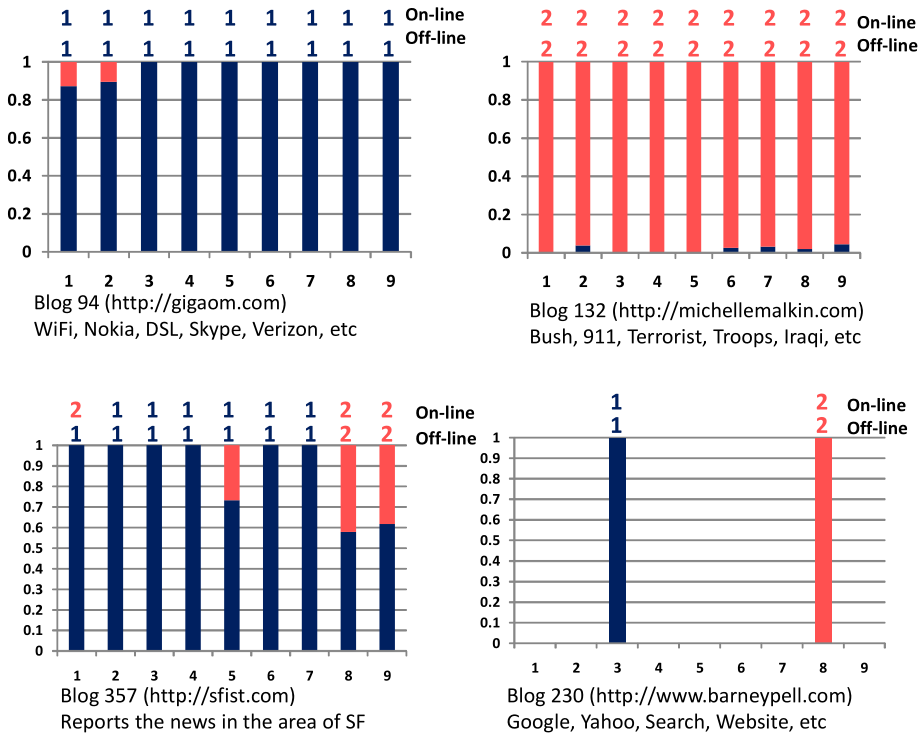 1 1 1 1 1 1 1 1 1 On-line
1 1 1 1 1 1 1 1 1 Off-line
1
0.8
0.6
0.4
0.2
0
1 2 3 4 5 6 7 8 9
Blog 94 (http://gigaom.com)
WiFi, Nokia, DSL, Skype, Verizon, etc
2 2 2 2 2 2 2 2 2 On-line
2 2 2 2 2 2 2 2 2 Off-line
1
0.8
0.6
0.4
0.2
0
1 2 3 4 5 6 7 8 9
Blog 132 (http://michellemalkin.com)
Bush, 911, Terrorist, Troops, Iraqi, etc
2 1 1 1 1 1 1 2 2 On-line
1 1 1 1 1 1 1 2 2 Off-line
1
0.9
0.8
0.7
0.6
0.5
0.4
0.3
0.2
0.1
0
1 2 3 4 5 6 7 8 9
Blog 357 (http://sfist.com)
Reports the news in the area of SF
1 2 On-line
1 2 Off-line
1
0.9
0.8
0.7
0.6
0.5
0.4
0.3
0.2
0.1
0
1 2 3 4 5 6 7 8 9
Blog 230 (http://www.barneypell.com)
Google, Yahoo, Search, Website, etc